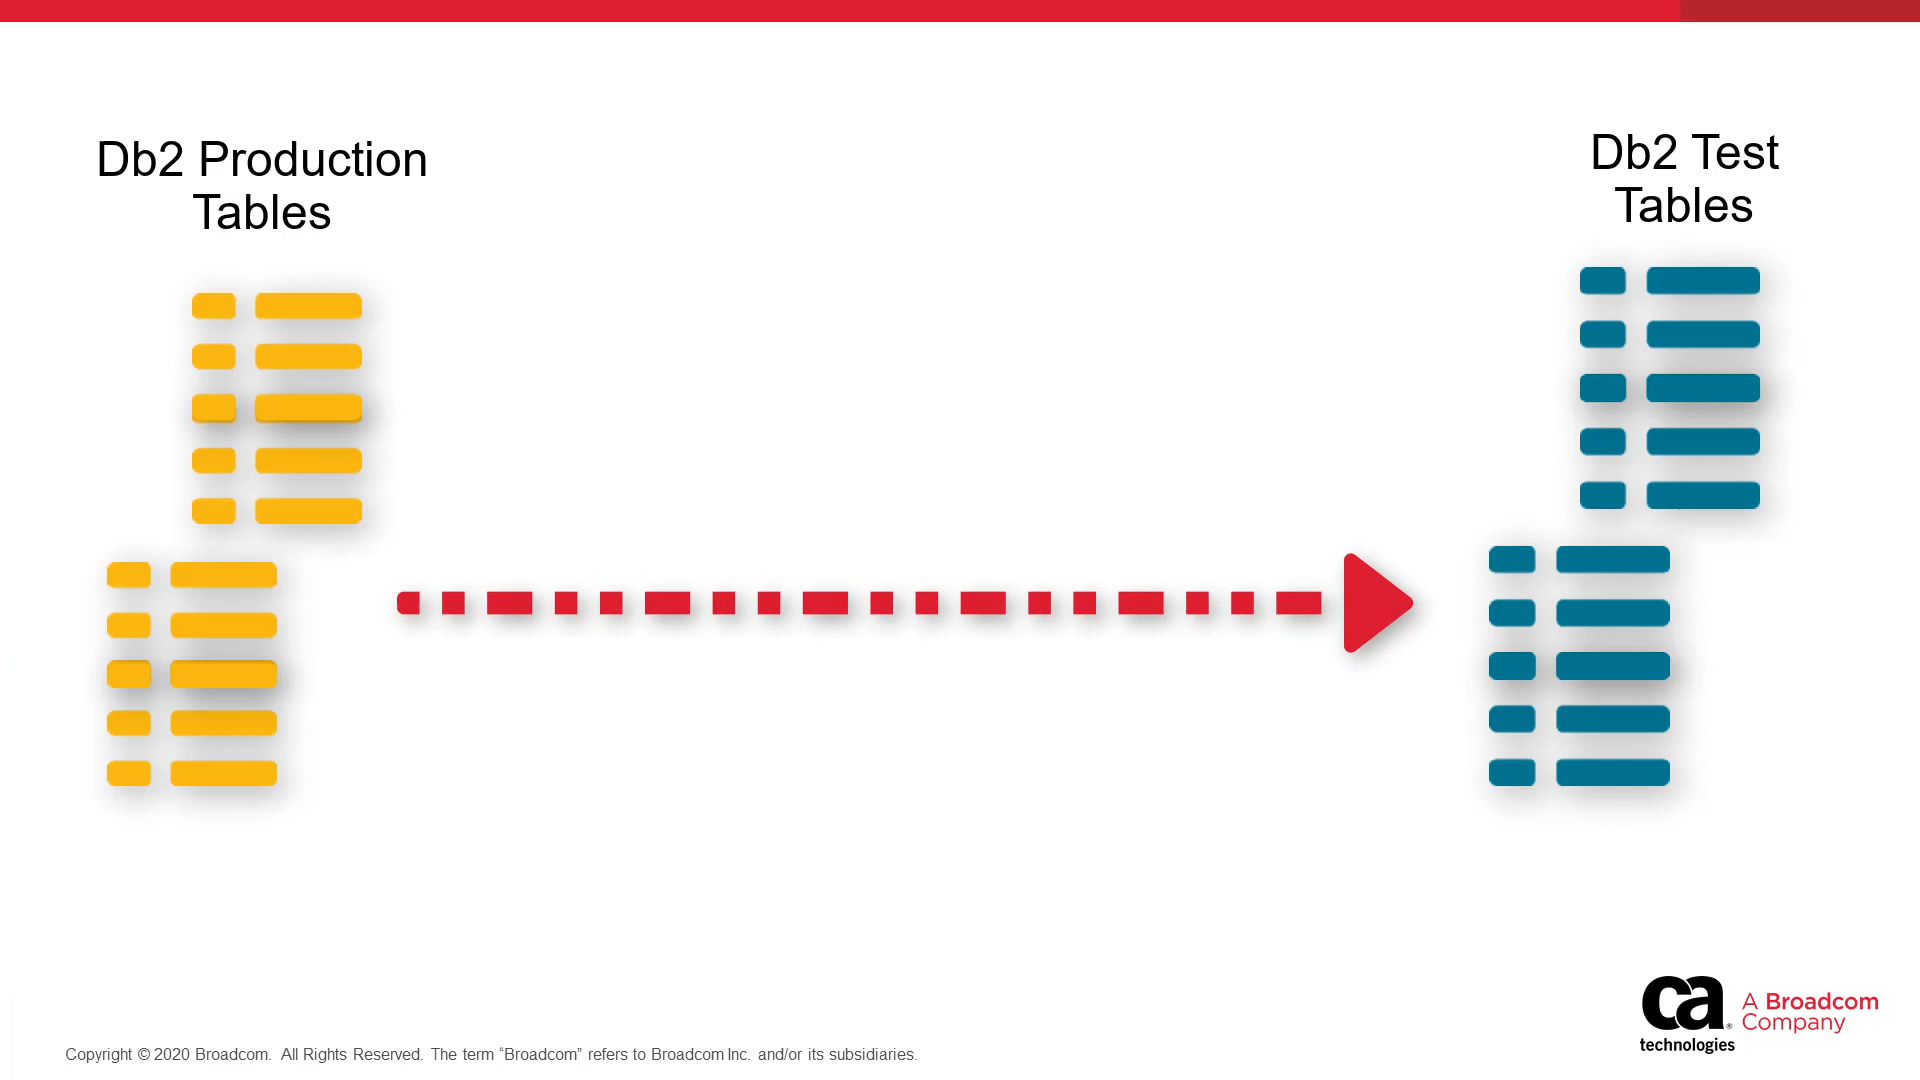 Db2 Production
Tables
Db2 Test
Tables
ca
technologies
A Broadcom
Company
Copyright © 2020 Broadcom. All Rights Reserved. The term “Broadcom” refers to Broadcom Inc. and/or its subsidiaries.